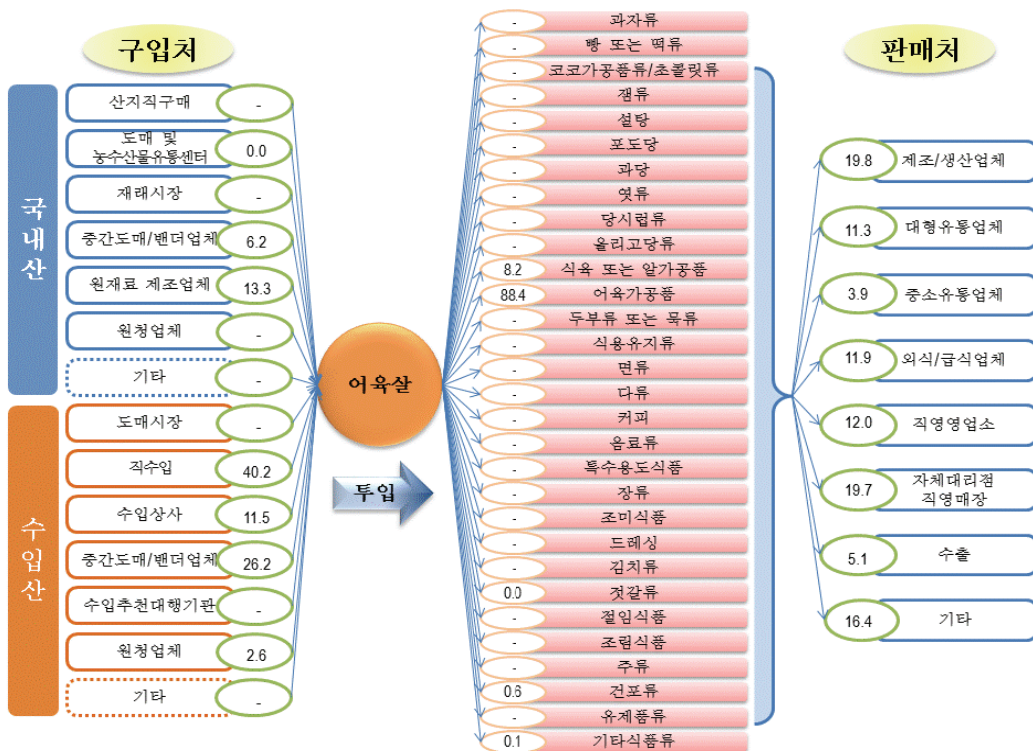 구입처
국내산
산지직구매
-
도매 및
농수산물유통센터
0.0
재래시장
-
중간도매/밴더업체
6.2
원재료 제조업체
13.3
원청업체
-
기타
-
수입산
도매시장
-
직수입
40.2
수입상사
11.5
중간도매/밴더업체
26.2
수입추천대행기관
-
원청업체
2.6
기타
-
어육살
투입
- 과자류
- 빵 또는 떡류
- 코코가공품류/초콜릿류
- 잼류
- 설탕
- 포도당
- 과당
- 엿류
- 당시럽류
- 올리고당류
8.2 식육 또는 알가공품
88.4 어육가공품
- 두부류 또는 묵류
- 식용유지류
- 면류
- 다류
- 커피
- 음료류
- 특수용도식품
- 장류
- 조미식품
- 드레싱
- 김치류
0.0 젓갈류
- 절임식품
- 조림식품
- 주류
0.6 건포류
- 유제품류
0.1 기타식품류
판매처
19.8 제조/생산업체
11.3 대형유통업체
3.9 중소유통업체
11.9 외식/급식업체
12.0 직영영업소
19.7 자체대리점
직영매장
5.1 수출
16.4 기타